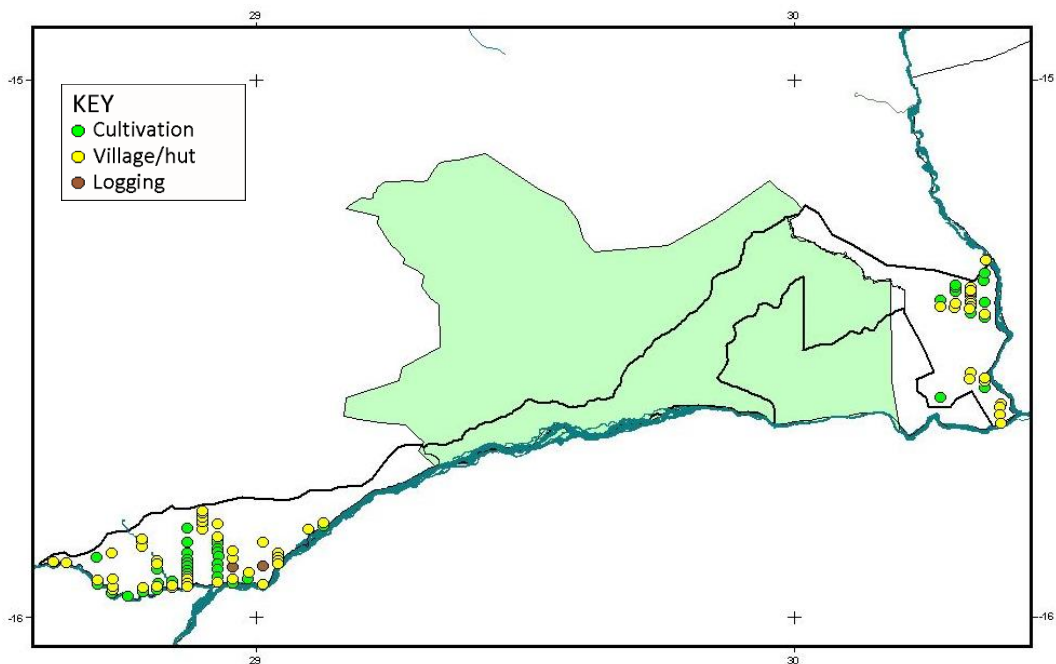 29 30
-15 -15
KEY
Cultivation
Village/hut
Logging
-16 -16
29 30